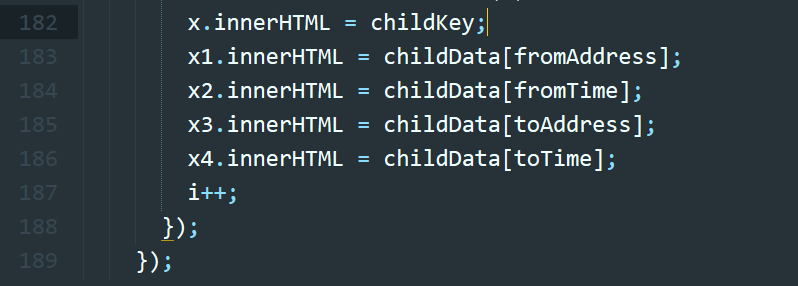 182 x.innerHTML = childKey;
183 x1.innerHTML = childData[fromAddress];
184 x2.innerHTML = childData[fromTime];
185 x3.innerHTML = childData[toAddress];
186 x4.innerHTML = childData[toTime];
187 i++;
188 });
189 });